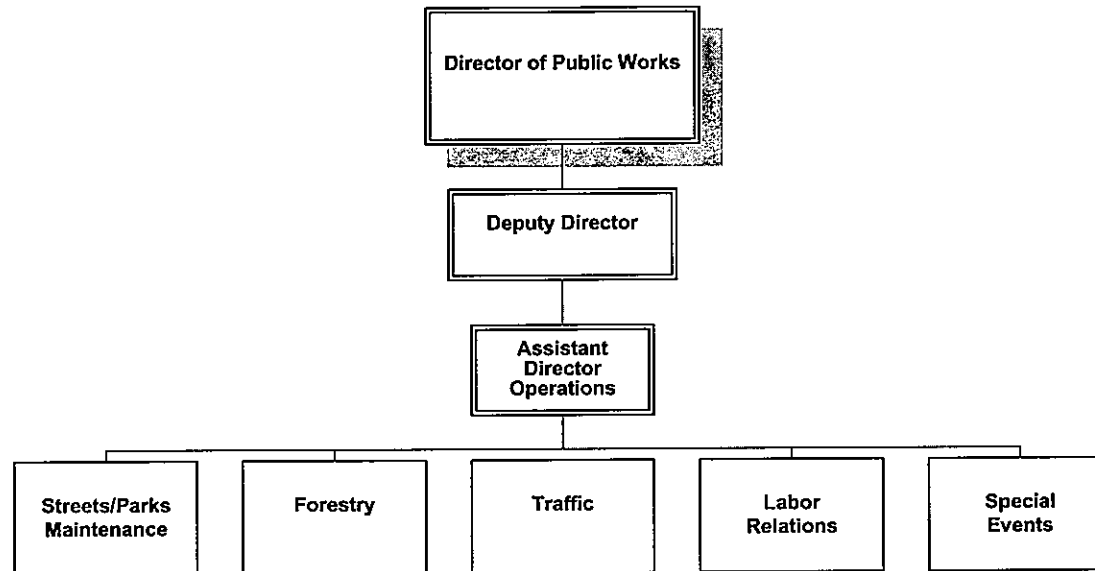 Director of Public Works
Deputy Director
Assistant
Director
Operations
Streets/Parks
Maintenance
Forestry
Traffic
Labor
Relations
Special
Events